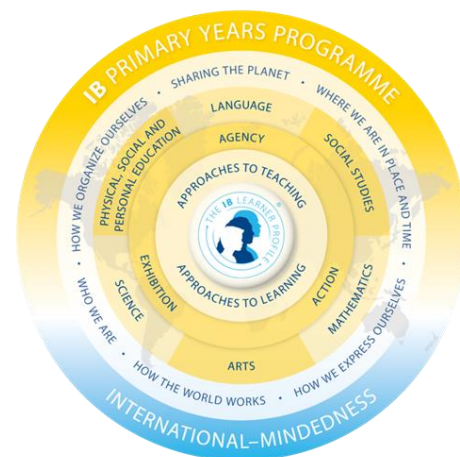 IB PRIMARY YEARS PROGRAMME
SHARING THE PLANET
WHERE WE ARE IN PLACE AND TIME
HOW WE EXPRESS OURSELVES
HOW THE WORLD WORKS
WHO WE ARE
HOW WE ORGANIZE OURSELVES
LANGUAGE
SOCIAL STUDIES
MATHEMATICS
ARTS
SCIENCE
PHYSICAL, SOCIAL AND
PERSONAL EDUCATION
AGENCY
ACTION
EXHIBITION
APPROACHES TO TEACHING
THE IB LEARNER PROFILE
APPROACHES TO LEARNING
INTERNATIONAL–MINDEDNESS